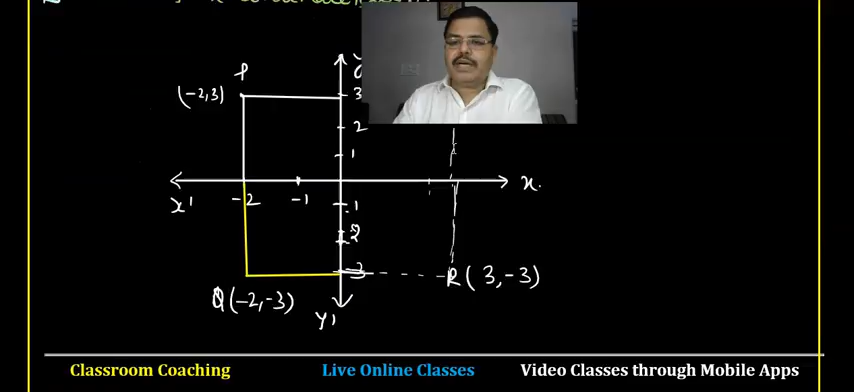 P
(-2,3)
3
2
1
x'
-2
-1
x.
-1
-2
-3
R(3,-3)
Q(-2,-3)
y'
Classroom Coaching
Live Online Classes
Video Classes through Mobile Apps